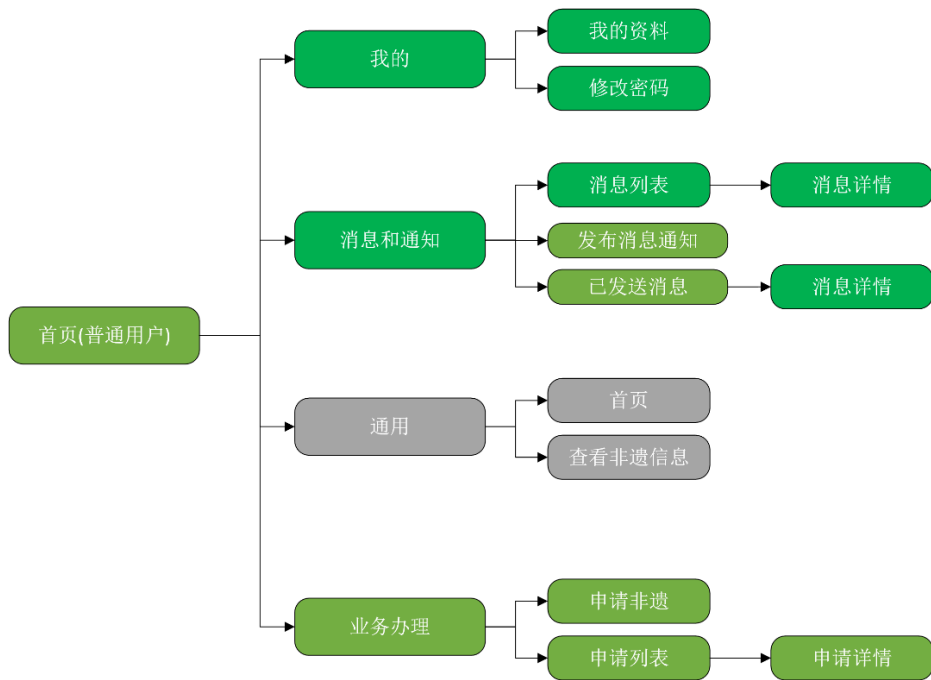 首页(普通用户)
我的
我的资料
修改密码
消息和通知
消息列表
消息详情
发布消息通知
已发送消息
消息详情
通用
首页
查看非遗信息
业务办理
申请非遗
申请列表
申请详情